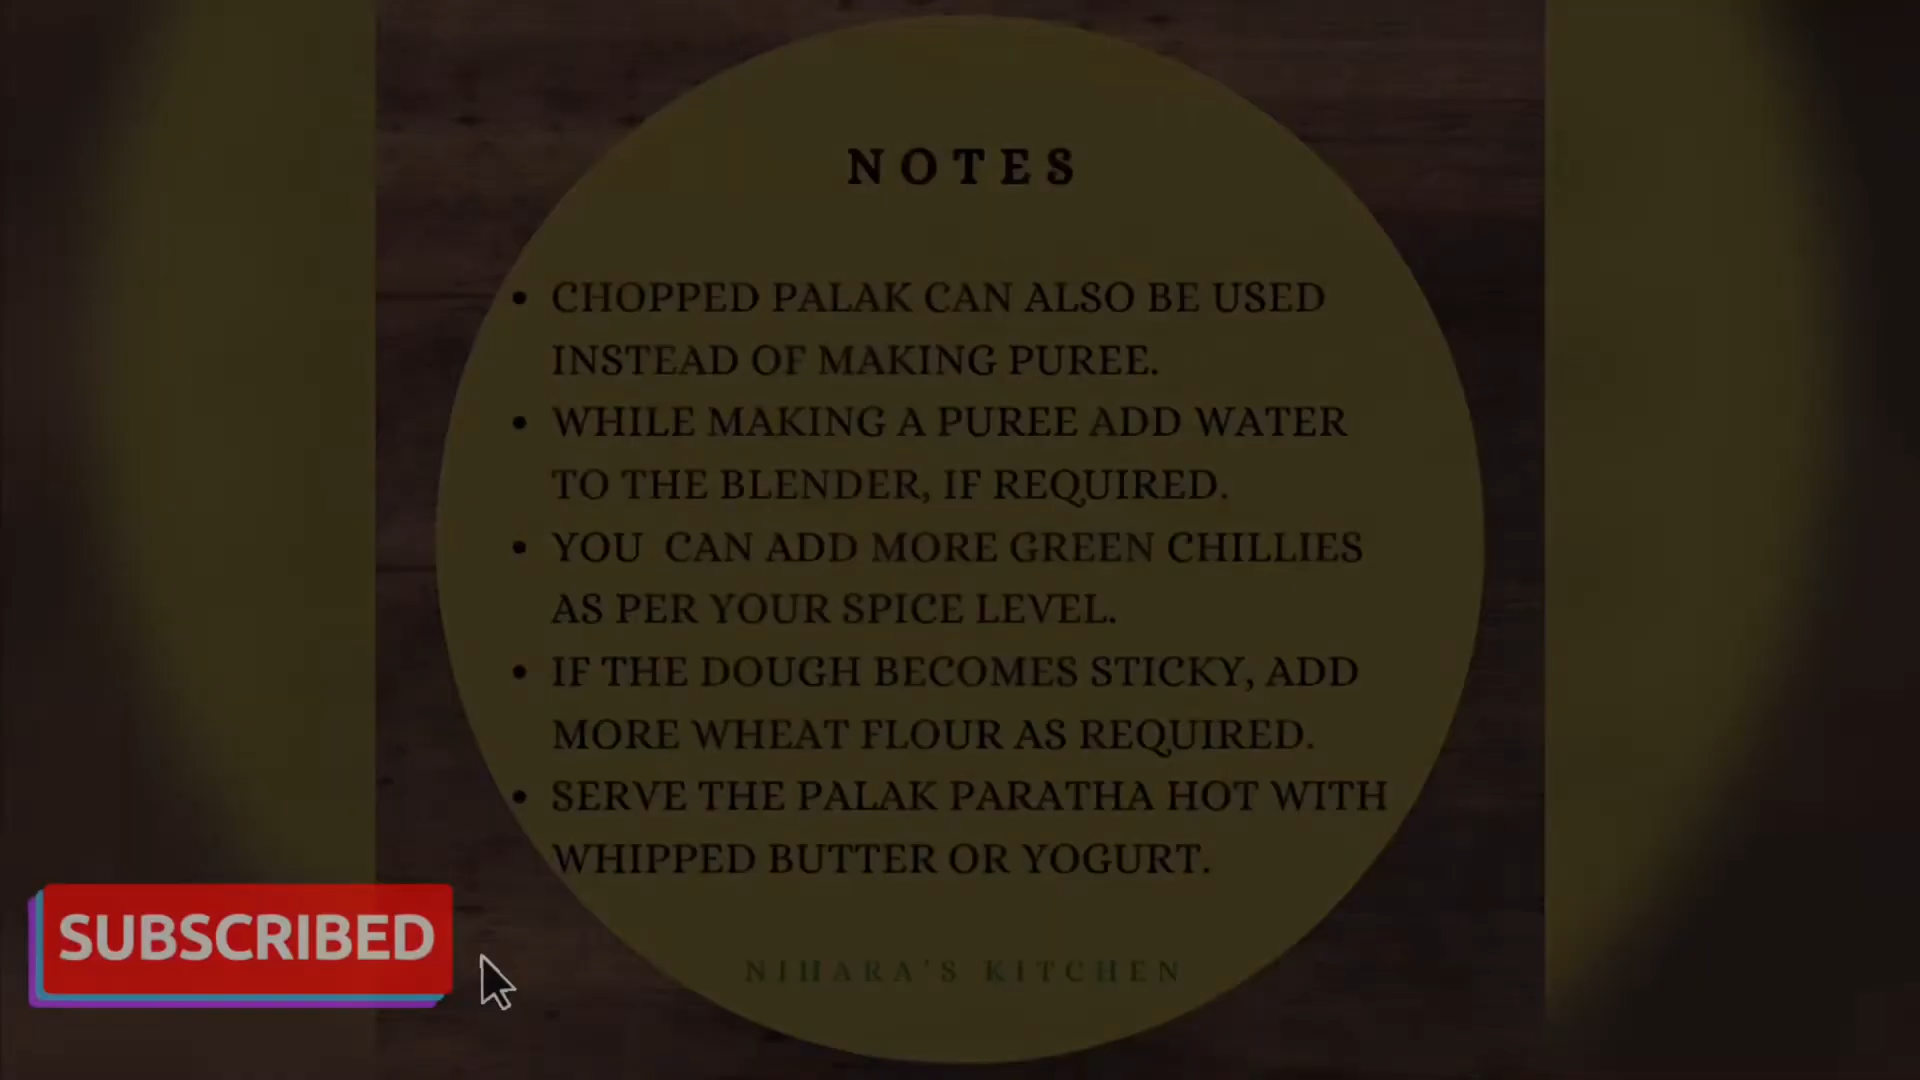 NOTES
• CHOPPED PALAK CAN ALSO BE USED
INSTEAD OF MAKING PUREE.
• WHILE MAKING A PUREE ADD WATER
TO THE BLENDER, IF REQUIRED.
• YOU CAN ADD MORE GREEN CHILLIES
AS PER YOUR SPICE LEVEL.
• IF THE DOUGH BECOMES STICKY, ADD
MORE WHEAT FLOUR AS REQUIRED.
• SERVE THE PALAK PARATHA HOT WITH
WHIPPED BUTTER OR YOGURT.
SUBSCRIBED
NIHARA'S KITCHEN